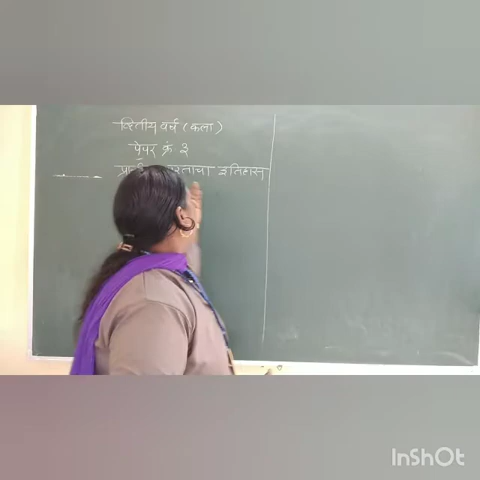 द्वितीय वर्ष (कला)
पेपर क्रं ३
इतिहास
InShOt